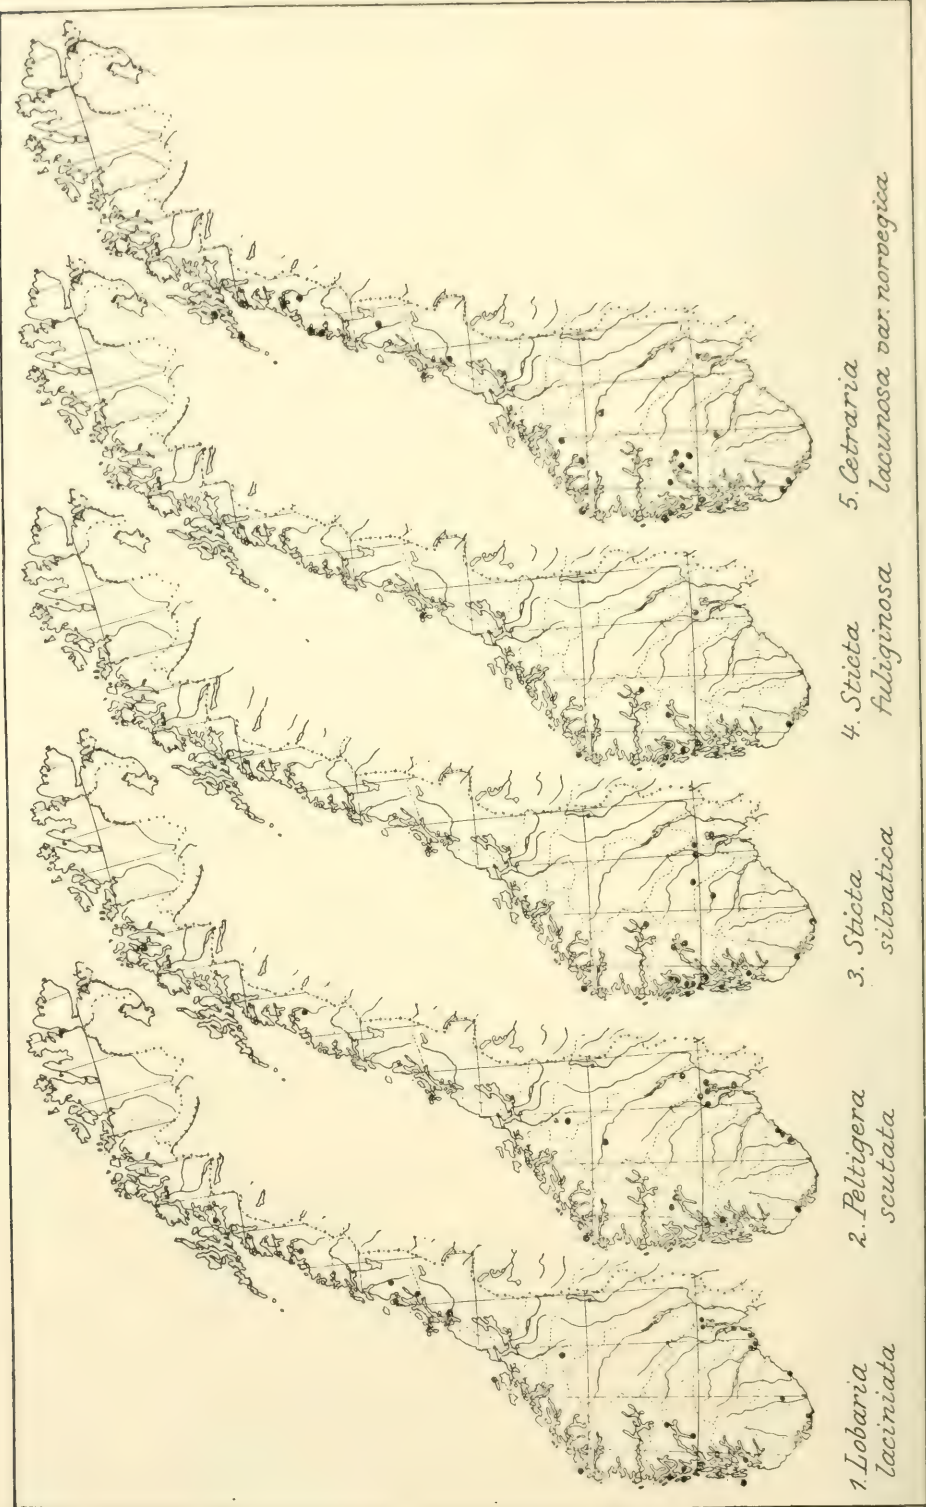 1. Lobaria
laciniata
2. Peltigera
scutata
3. Sticta
silvatica
4. Sticta
fuliginosa
5. Cetraria
lacunosa var. norvegica